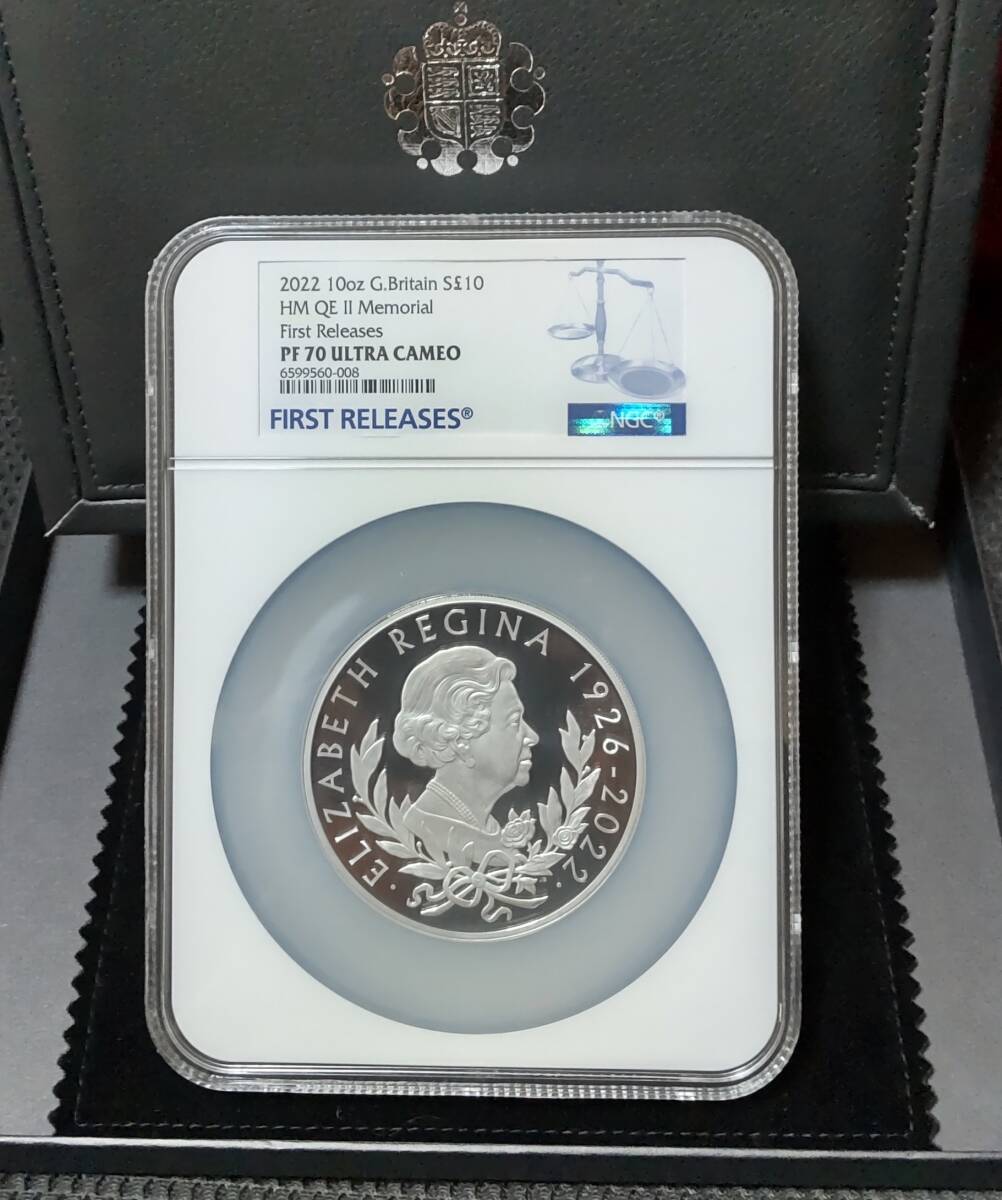 2022 10oz G.Britain S£10
HM QE II Memorial
First Releases
PF 70 ULTRA CAMEO
6599560-008
FIRST RELEASES®
NGC®
· ELIZABETH REGINA 1926-2022 ·